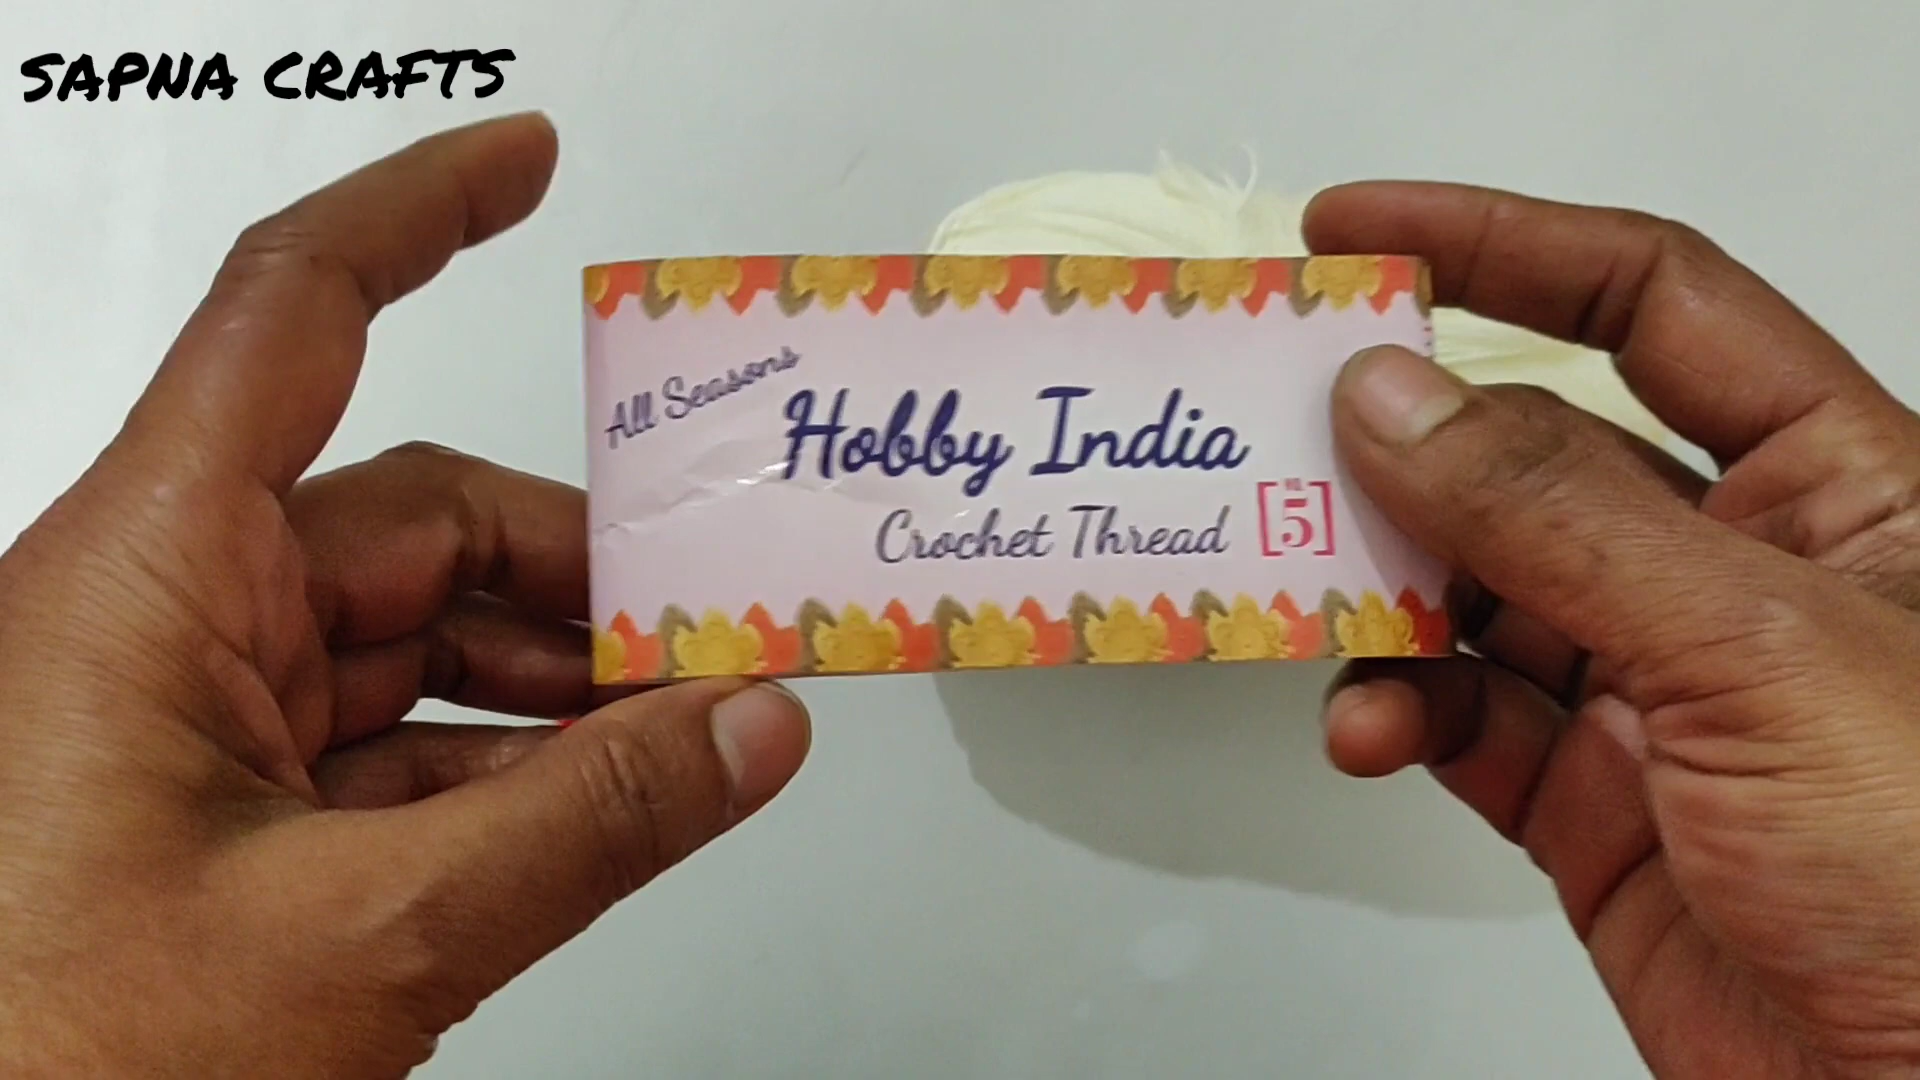 SAPNA CRAFTS
All Seasons
Hobby India
Crochet Thread [5]